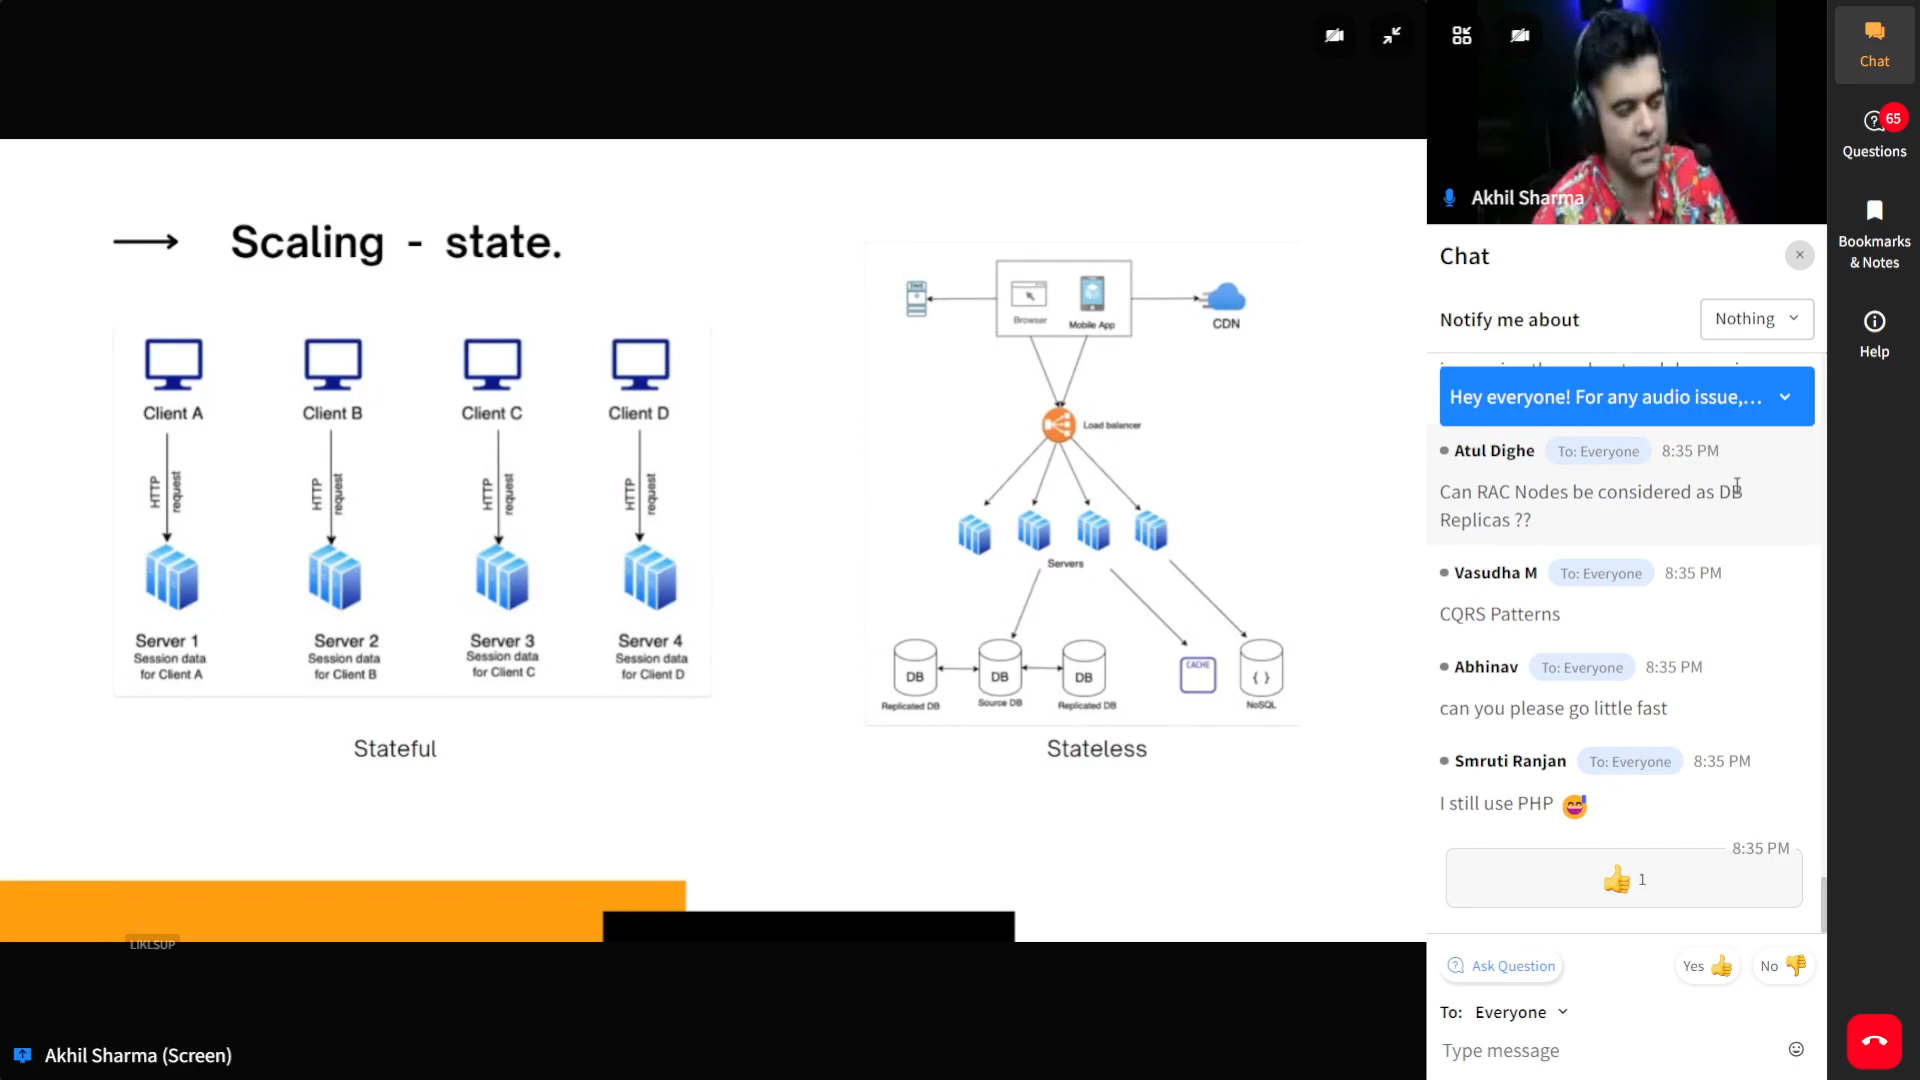 Scaling - state.
Client A
Client B
Client C
Client D
HTTP
request
HTTP
request
HTTP
request
HTTP
request
Server 1
Session data
for Client A
Server 2
Session data
for Client B
Server 3
Session data
for Client C
Server 4
Session data
for Client D
Stateful
DNS
Browser
Mobile App
CDN
Load balancer
Servers
DB
Replicated DB
DB
Source DB
DB
Replicated DB
CACHE
{ }
NoSQL
Stateless
LIKLSUP
Akhil Sharma (Screen)
Akhil Sharma
Chat
Notify me about
Nothing
Hey everyone! For any audio issue,...
Atul Dighe To: Everyone 8:35 PM
Can RAC Nodes be considered as DB
Replicas ??
Vasudha M To: Everyone 8:35 PM
CQRS Patterns
Abhinav To: Everyone 8:35 PM
can you please go little fast
Smruti Ranjan To: Everyone 8:35 PM
I still use PHP 😅
8:35 PM
👍 1
Ask Question
Yes 👍
No 👎
To: Everyone
Type message
Chat
65
Questions
Bookmarks
& Notes
Help